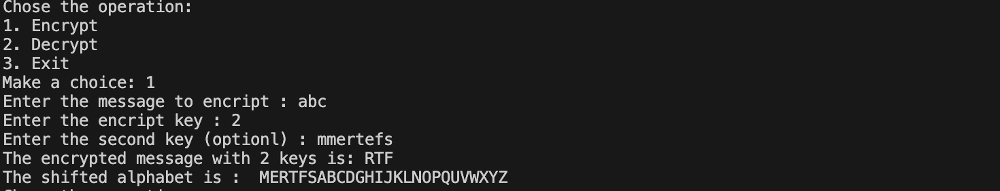 Chose the operation:
1. Encrypt
2. Decrypt
3. Exit
Make a choice: 1
Enter the message to encript : abc
Enter the encript key : 2
Enter the second key (optionl) : mmertefs
The encrypted message with 2 keys is: RTF
The shifted alphabet is :  MERTFSABCDGHIJKLNOPQUVWXYZ